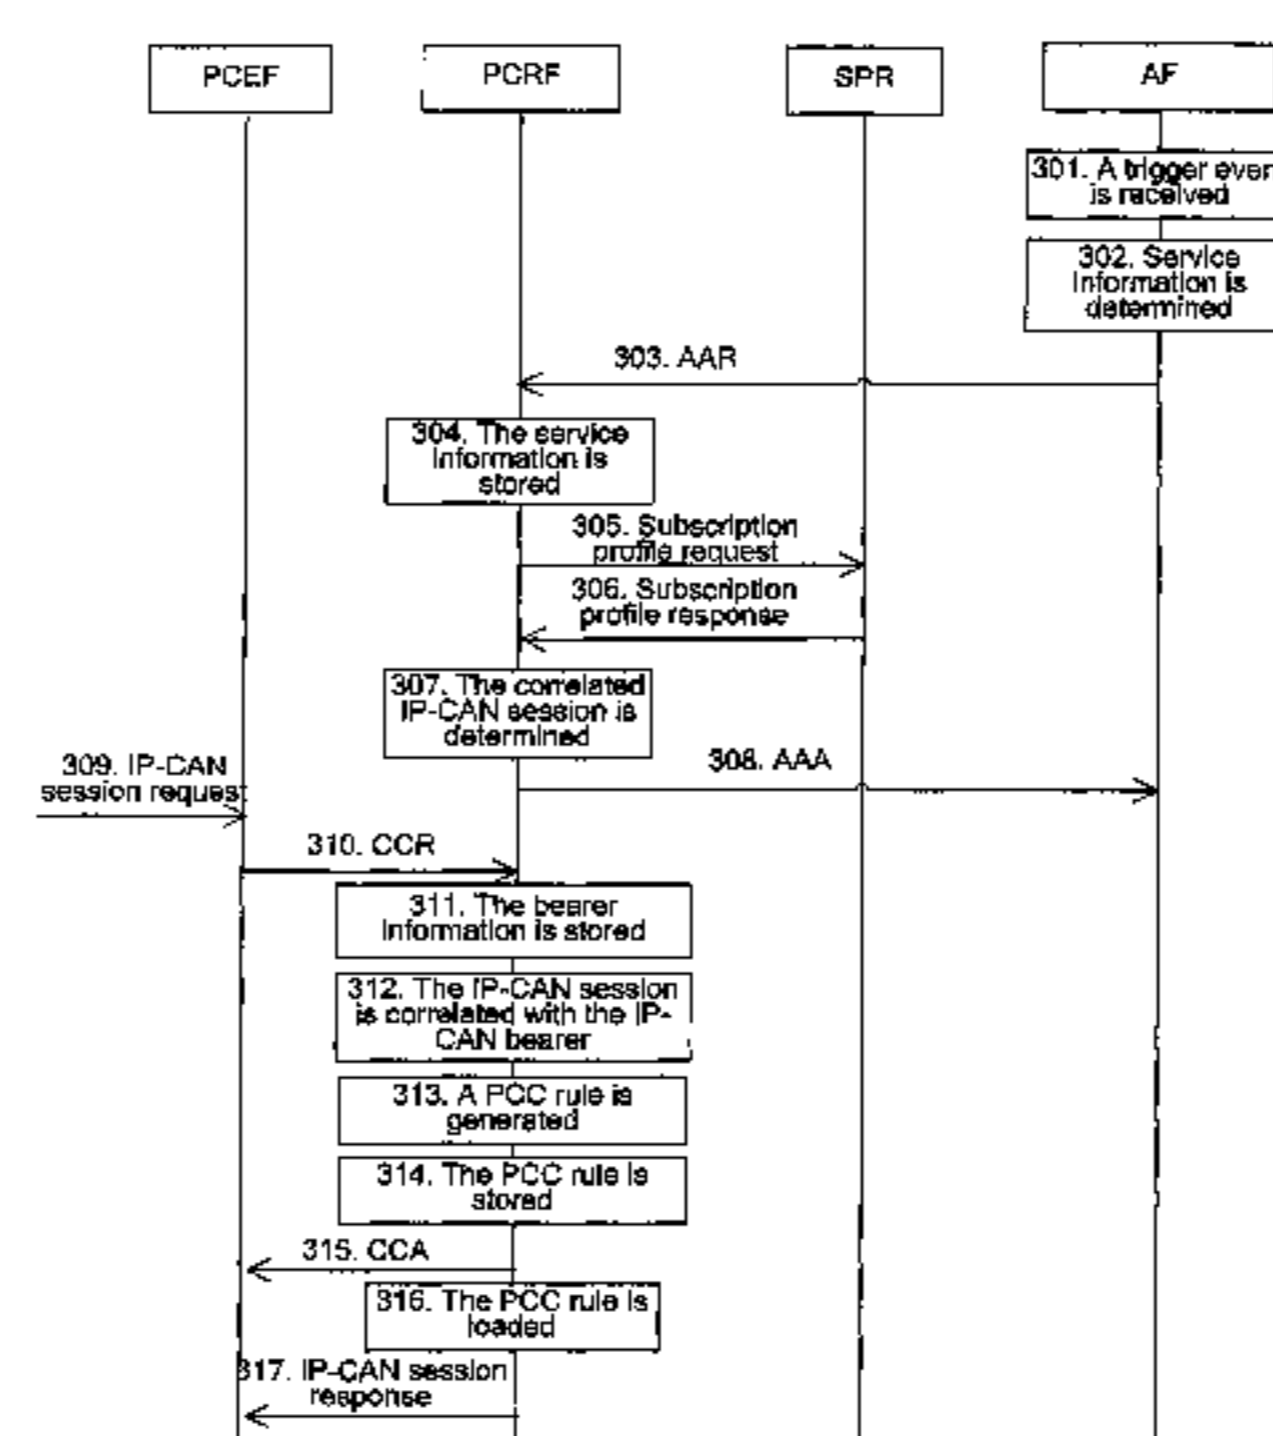 PCEF
PCRF
SPR
AF
301. A trigger even
is received
302. Service
information is
determined
303. AAR
304. The service
information is
stored
305. Subscription
profile request
306. Subscription
profile response
307. The correlated
IP-CAN session is
determined
308. AAA
309. IP-CAN
session request
310. CCR
311. The bearer
information is stored
312. The IP-CAN session
is correlated with the IP-
CAN bearer
313. A PCC rule is
generated
314. The PCC rule is
stored
315. CCA
316. The PCC rule is
loaded
317. IP-CAN session
response